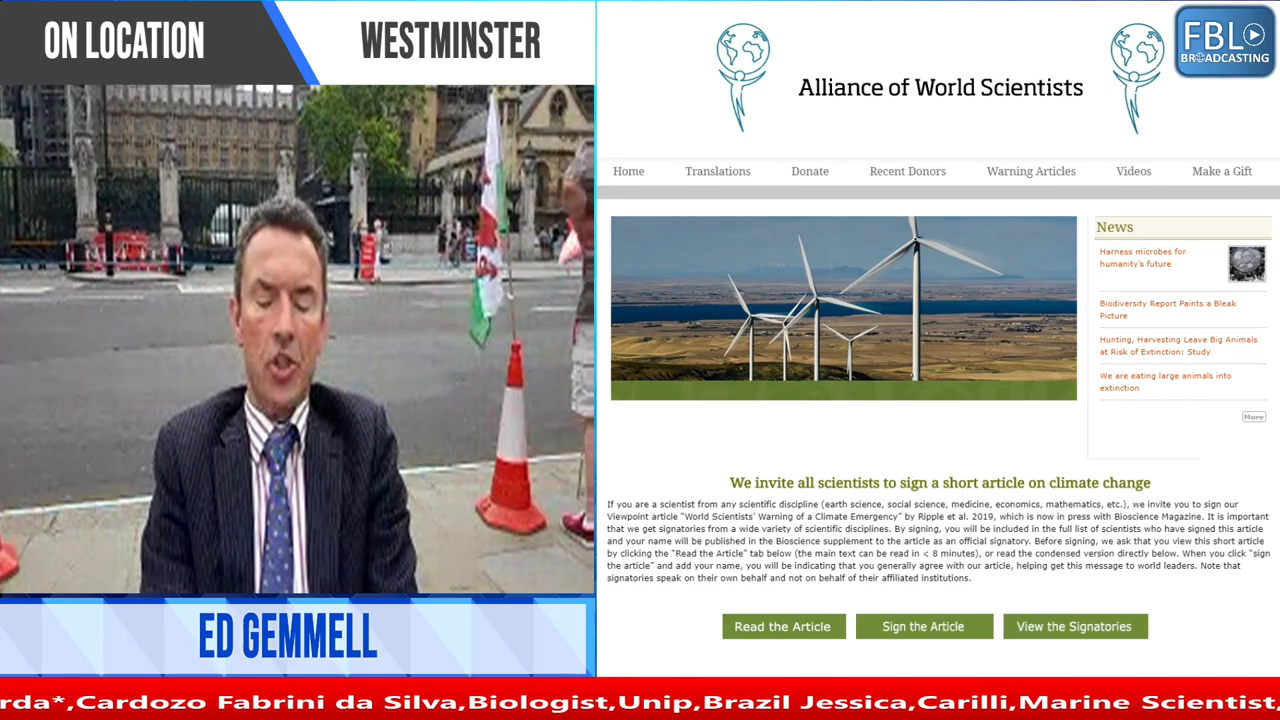 ON LOCATION
WESTMINSTER
FBL
BROADCASTING
Alliance of World Scientists
Home Translations Donate Recent Donors Warning Articles Videos Make a Gift
News
Harness microbes for
humanity's future
Biodiversity Report Paints a Bleak
Picture
Hunting, Harvesting Leave Big Animals
at Risk of Extinction: Study
We are eating large animals into
extinction
More
We invite all scientists to sign a short article on climate change
If you are a scientist from any scientific discipline (earth science, social science, medicine, economics, mathematics, etc.), we invite you to sign our
Viewpoint article "World Scientists' Warning of a Climate Emergency" by Ripple et al. 2019, which is now in press with Bioscience Magazine. It is important
that we get signatories from a wide variety of scientific disciplines. By signing, you will be included in the full list of scientists who have signed this article
and your name will be published in the Bioscience supplement to the article as an official signatory. Before signing, we ask that you view this short article
by clicking the "Read the Article" tab below (the main text can be read in < 8 minutes), or read the condensed version directly below. When you click "sign
the article" and add your name, you will be indicating that you generally agree with our article, helping get this message to world leaders. Note that
signatories speak on their own behalf and not on behalf of their affiliated institutions.
Read the Article Sign the Article View the Signatories
ED GEMMELL
rda*,Cardozo Fabrini da Silva,Biologist,Unip,Brazil Jessica,Carilli,Marine Scientist,